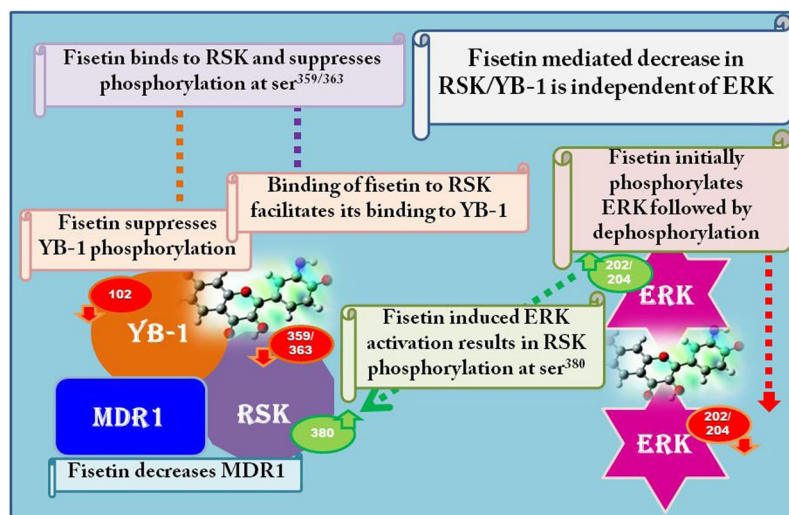 Fisetin binds to RSK and suppresses
phosphorylation at ser359/363
Fisetin mediated decrease in
RSK/YB-1 is independent of ERK
Fisetin initially
phosphorylates
ERK followed by
dephosphorylation
Binding of fisetin to RSK
facilitates its binding to YB-1
Fisetin suppresses
YB-1 phosphorylation
102
YB-1
359/
363
RSK
380
MDR1
Fisetin decreases MDR1
Fisetin induced ERK
activation results in RSK
phosphorylation at ser380
202/
204
ERK
202/
204
ERK